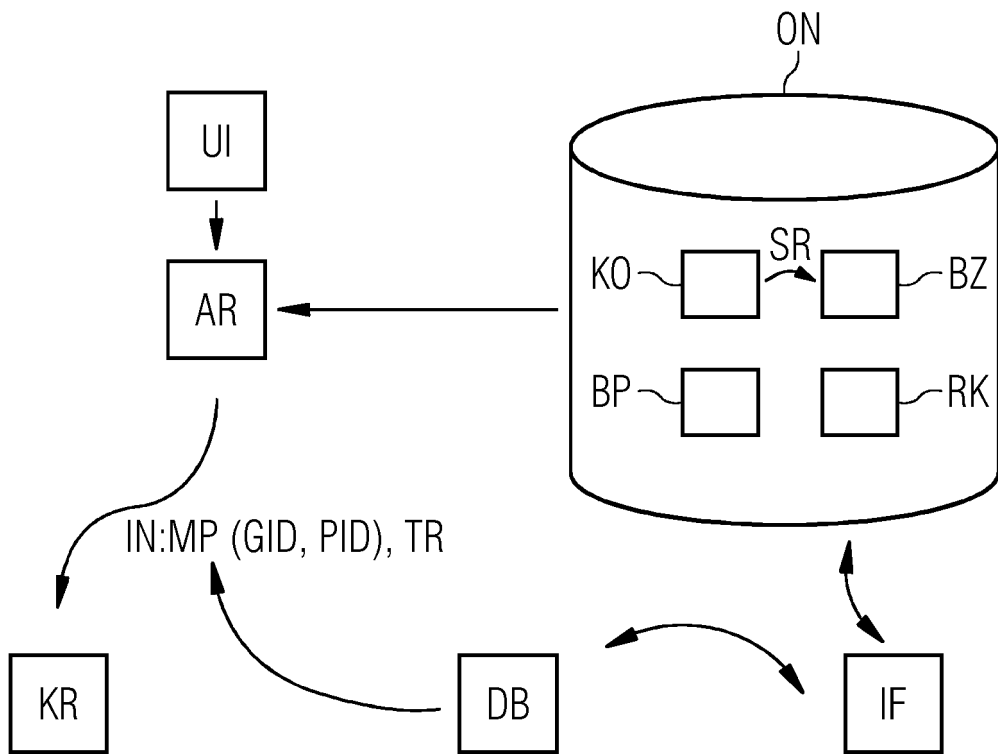 ON
UI
SR
KO
BZ
AR
BP
RK
IN:MP (GID, PID), TR
KR
DB
IF